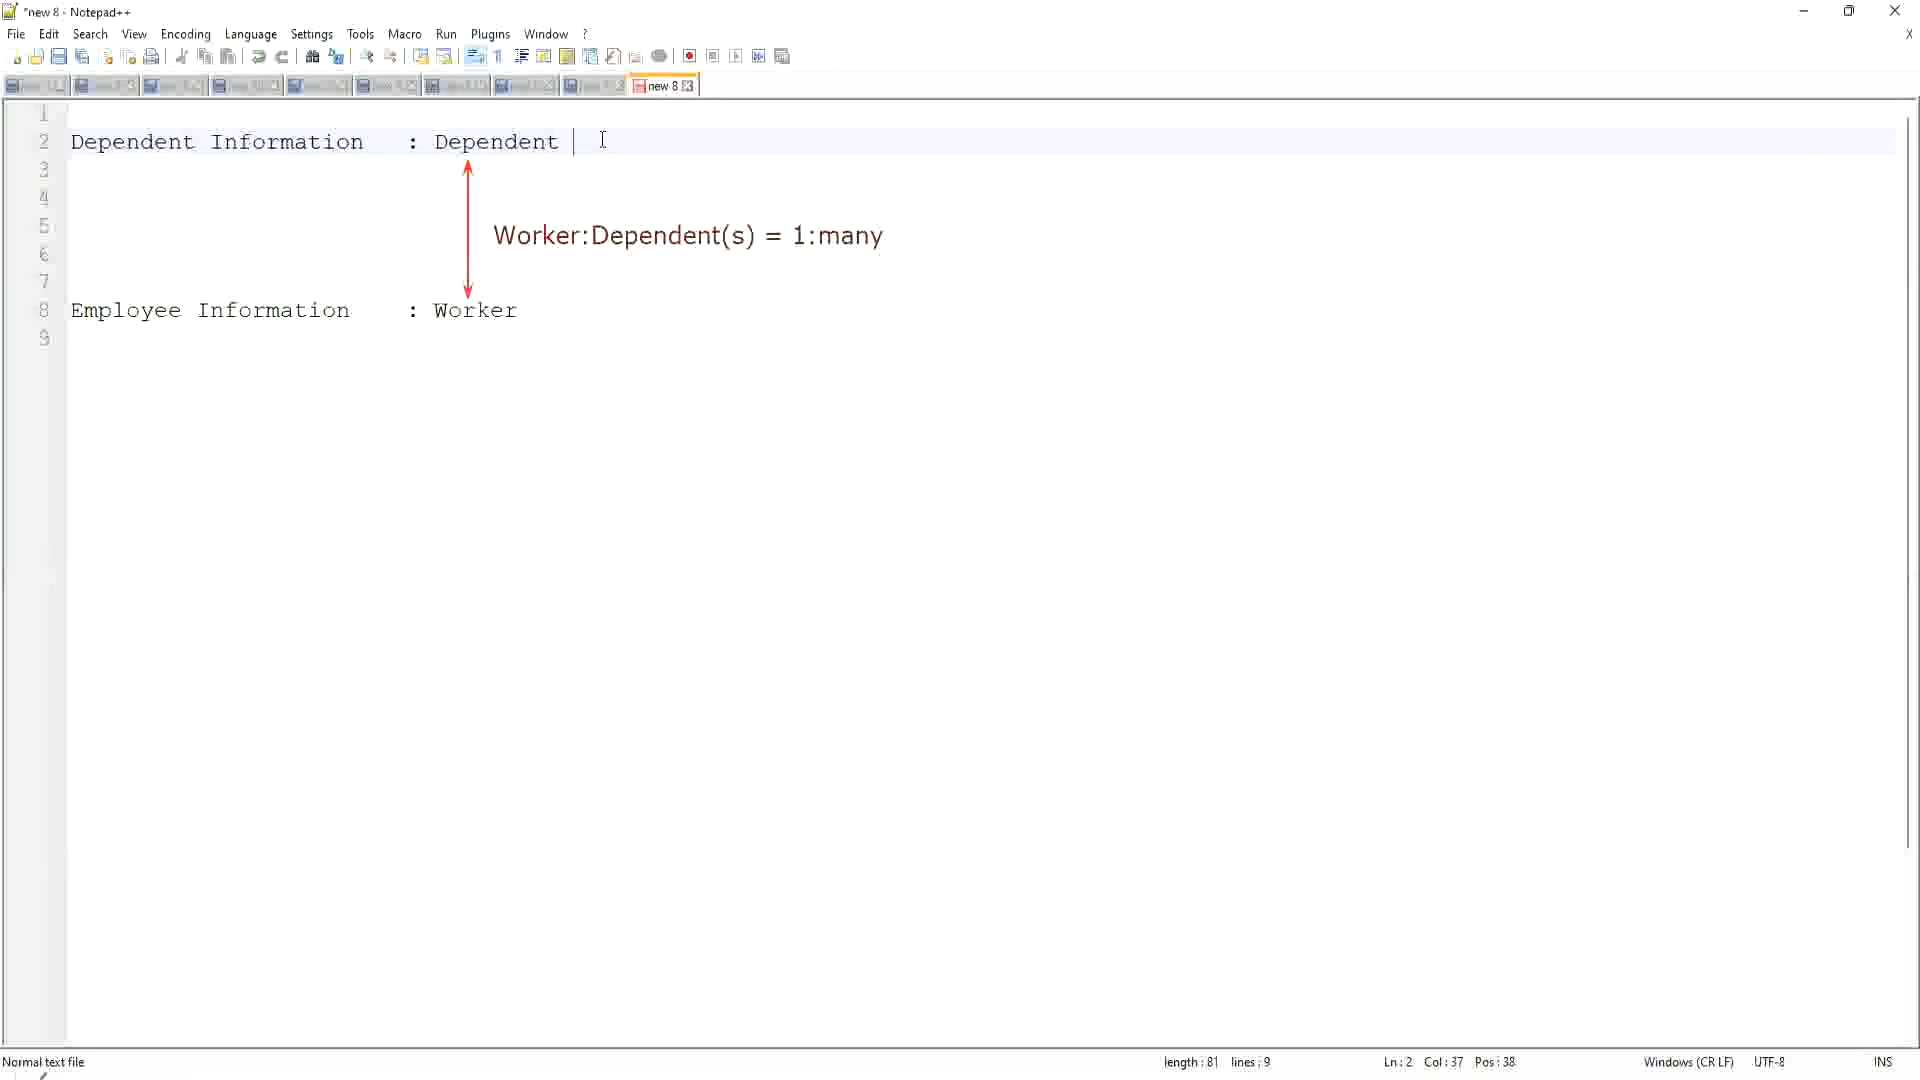 *new 8 - Notepad++
File Edit Search View Encoding Language Settings Tools Macro Run Plugins Window ? X
new 8
1
2 Dependent Information : Dependent
3
4
Worker:Dependent(s) = 1:many
5
6
7
8 Employee Information : Worker
9
Normal text file length : 81 lines : 9 Ln : 2 Col : 37 Pos : 38 Windows (CR LF) UTF-8 INS